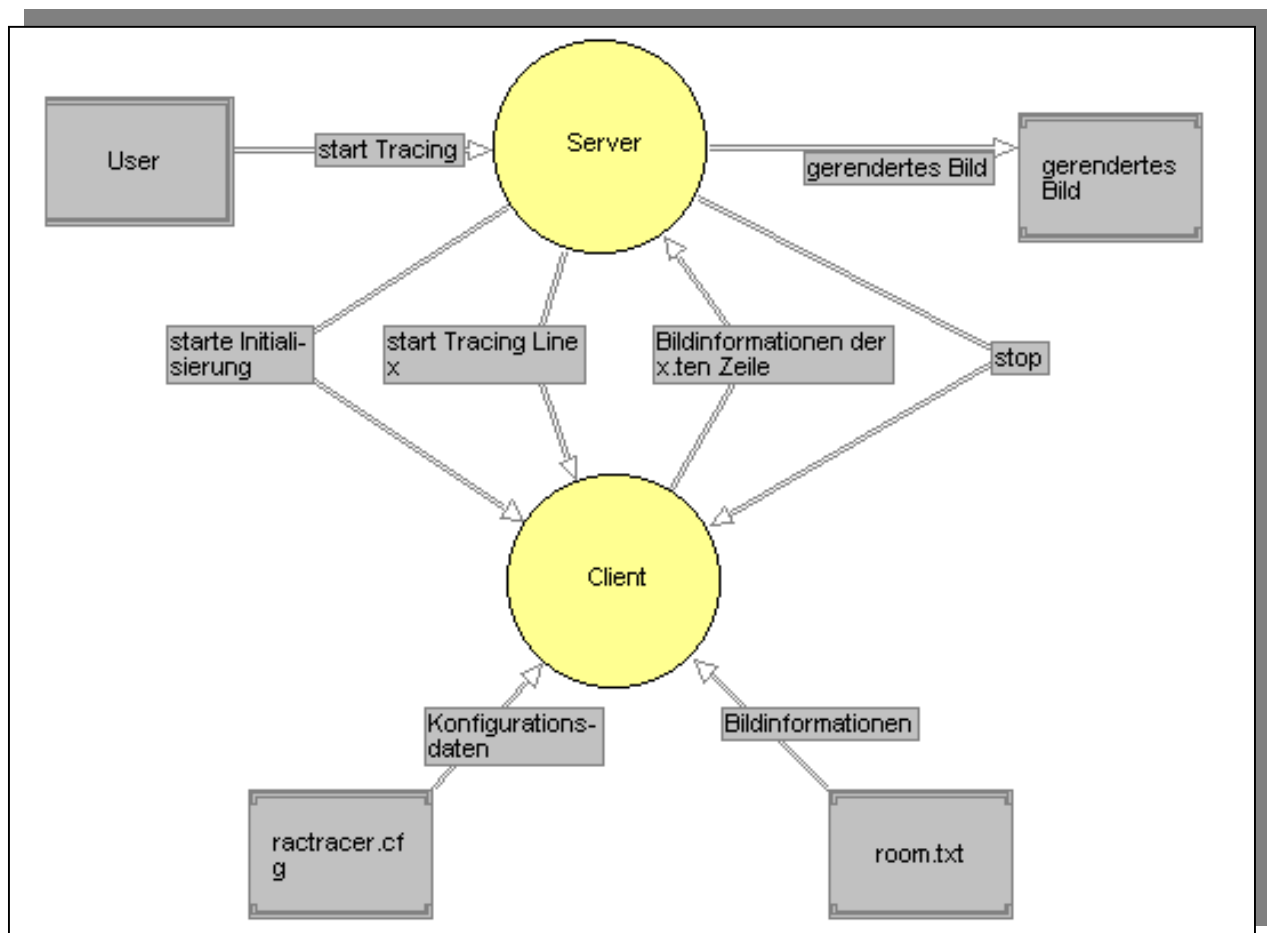 User
start Tracing
Server
gerendertes Bild
gerendertes
Bild
starte Initiali-
sierung
start Tracing Line
x
Bildinformationen der
x.ten Zeile
stop
Client
Konfigurations-
daten
Bildinformationen
ractracer.cf
g
room.txt